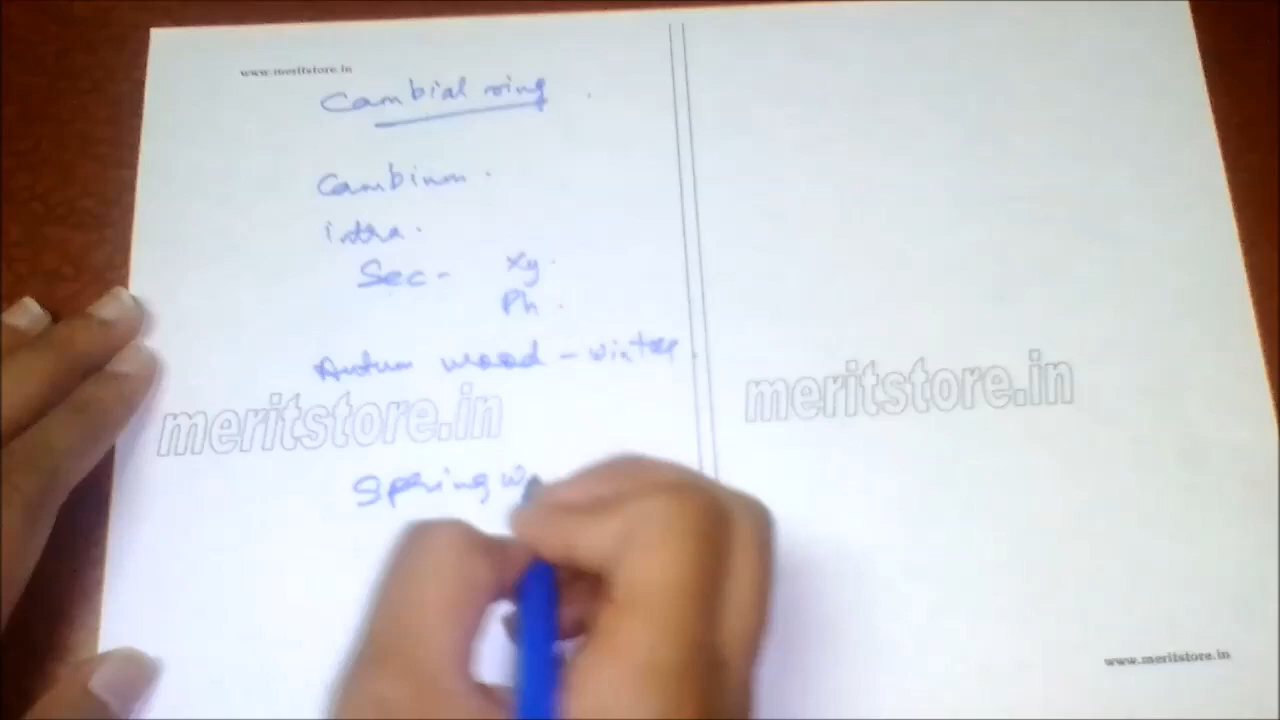 www.meritstore.in
Cambial ring .
Cambium .
intra .
Sec - Xy .
Ph .
Autum wood - winter .
meritstore.in
meritstore.in
Spring
www.meritstore.in